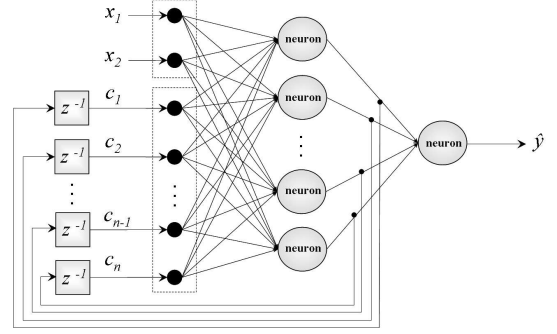 x₁
neuron
x₂
z⁻¹ c₁ neuron
z⁻¹ c₂ neuron ŷ
z⁻¹ cₙ₋₁ neuron
z⁻¹ cₙ neuron